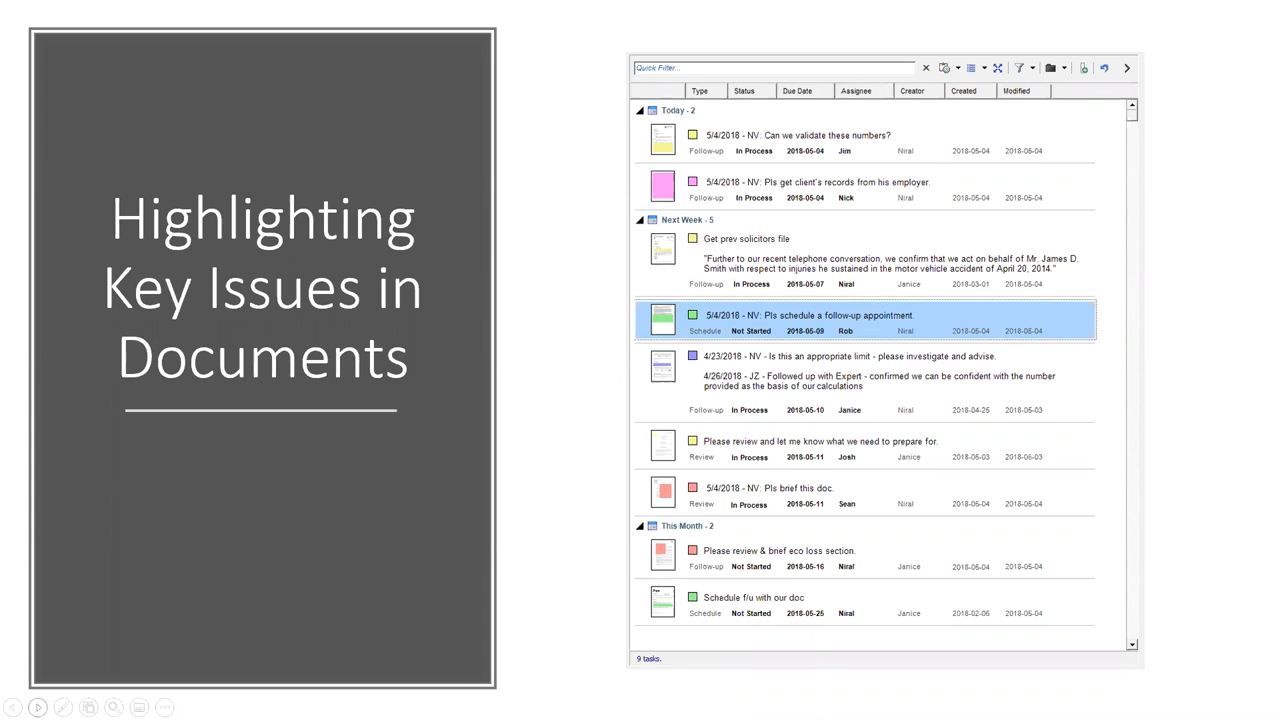 Highlighting
Key Issues in
Documents
Quick Filter...
Type Status Due Date Assignee Creator Created Modified
Today - 2
5/4/2018 - NV: Can we validate these numbers?
Follow-up In Process 2018-05-04 Jim Niral 2018-05-04 2018-05-04
5/4/2018 - NV: Pls get client's records from his employer.
Follow-up In Process 2018-05-04 Nick Niral 2018-05-04 2018-05-04
Next Week - 5
Get prev solicitors file
"Further to our recent telephone conversation, we confirm that we act on behalf of Mr. James D.
Smith with respect to injuries he sustained in the motor vehicle accident of April 20, 2014."
Follow-up In Process 2018-05-07 Niral Janice 2018-03-01 2018-05-04
5/4/2018 - NV: Pls schedule a follow-up appointment.
Schedule Not Started 2018-05-09 Rob Niral 2018-05-04 2018-05-04
4/23/2018 - NV - Is this an appropriate limit - please investigate and advise.
4/26/2018 - JZ - Followed up with Expert - confirmed we can be confident with the number
provided as the basis of our calculations
Follow-up In Process 2018-05-10 Janice Niral 2018-04-25 2018-05-03
Please review and let me know what we need to prepare for.
Review In Process 2018-05-11 Josh Janice 2018-05-03 2018-05-03
5/4/2018 - NV: Pls brief this doc.
Review In Process 2018-05-11 Sean Niral 2018-05-04 2018-05-04
This Month - 2
Please review & brief eco loss section.
Follow-up Not Started 2018-05-16 Niral Janice 2018-05-04 2018-05-04
Schedule f/u with our doc
Schedule Not Started 2018-05-25 Niral Janice 2018-02-06 2018-05-04
9 tasks.